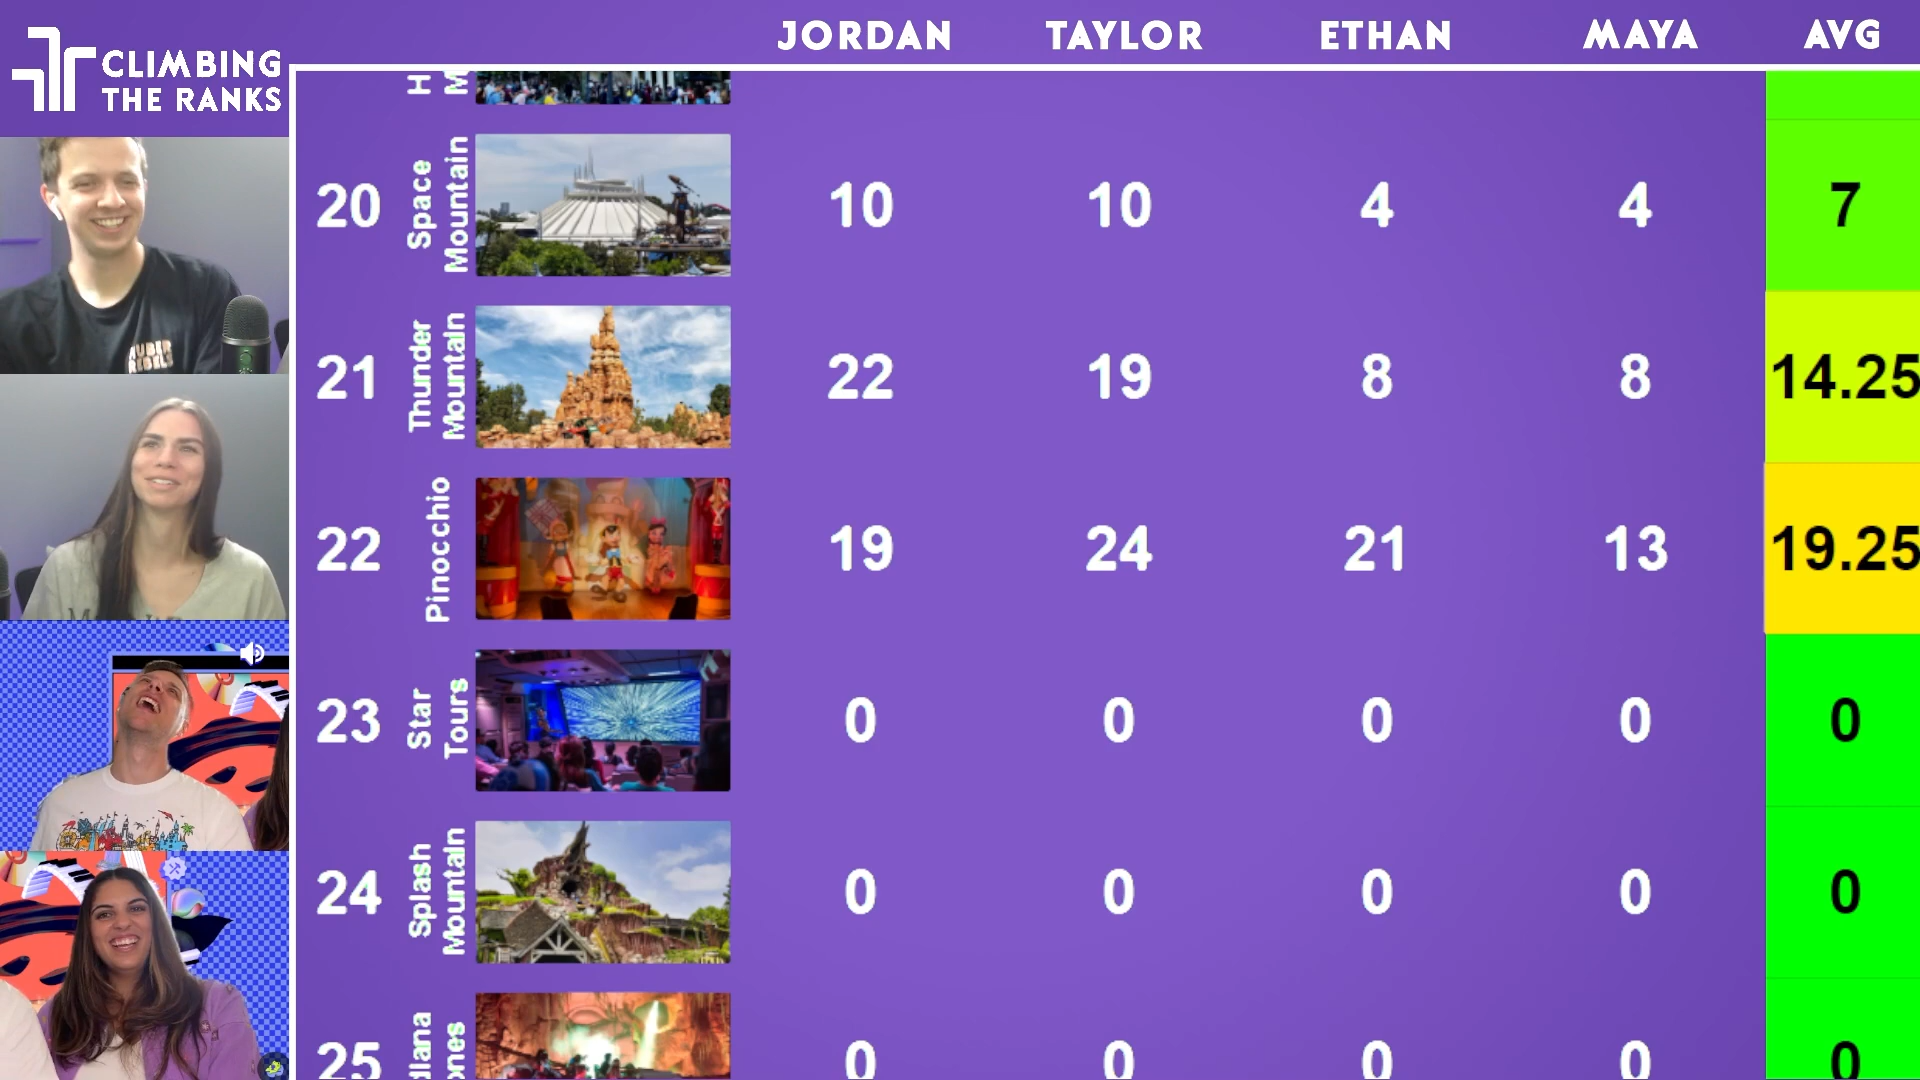 CLIMBING
THE RANKS
JORDAN TAYLOR ETHAN MAYA AVG
20 Space Mountain 10 10 4 4 7
21 Thunder Mountain 22 19 8 8 14.25
22 Pinocchio 19 24 21 13 19.25
23 Star Tours 0 0 0 0 0
24 Splash Mountain 0 0 0 0 0
25 0 0 0 0 0